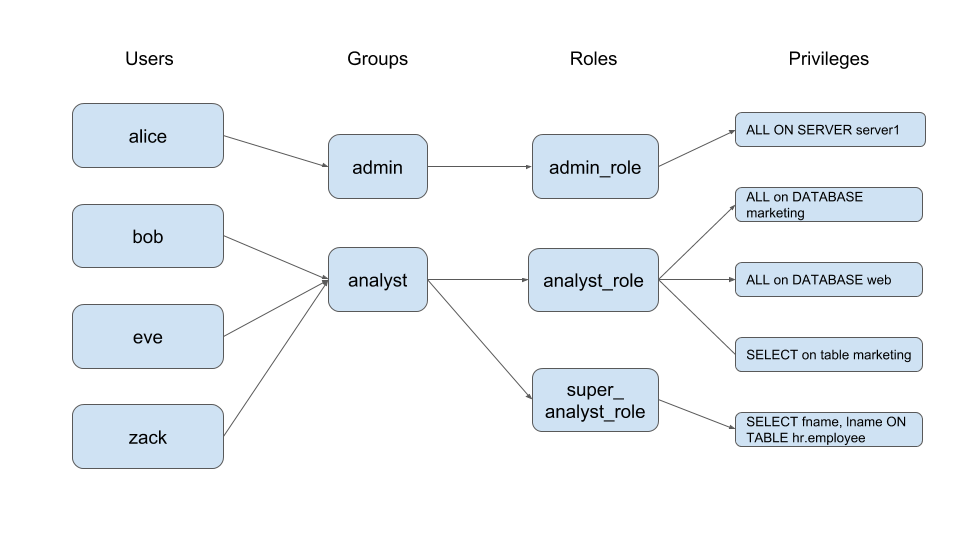 Users
Groups
Roles
Privileges
alice
bob
eve
zack
admin
analyst
admin_role
analyst_role
super_
analyst_role
ALL ON SERVER server1
ALL on DATABASE
marketing
ALL on DATABASE web
SELECT on table marketing
SELECT fname, lname ON
TABLE hr.employee